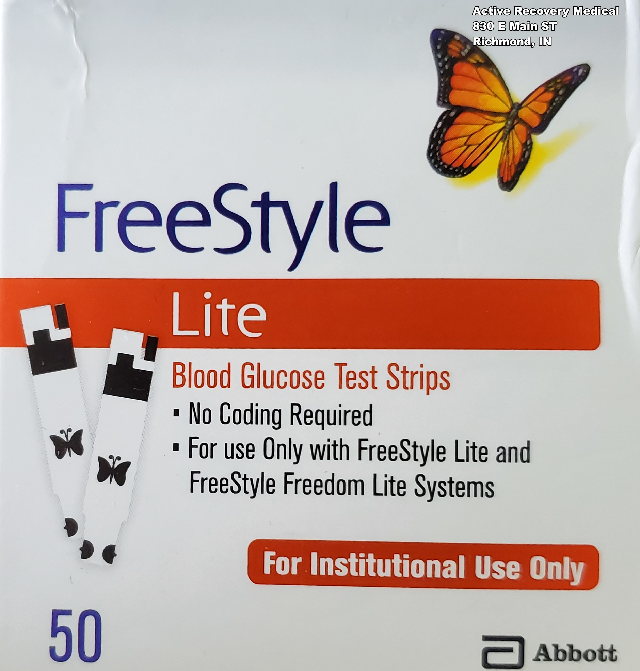 Active Recovery Medical
830 E Main ST
Richmond, IN
FreeStyle
Lite
Blood Glucose Test Strips
▪ No Coding Required
▪ For use Only with FreeStyle Lite and
FreeStyle Freedom Lite Systems
For Institutional Use Only
50
Abbott